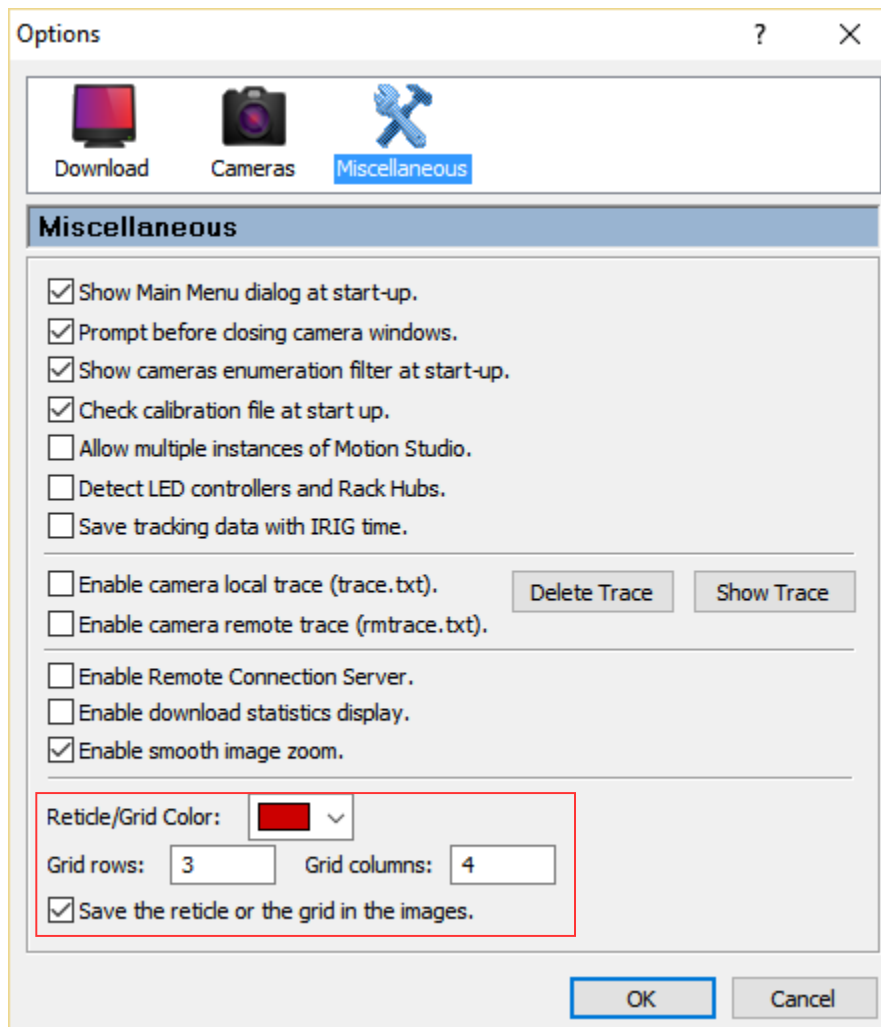 Options ?
Download Cameras Miscellaneous
Miscellaneous
Show Main Menu dialog at start-up.
Prompt before closing camera windows.
Show cameras enumeration filter at start-up.
Check calibration file at start up.
Allow multiple instances of Motion Studio.
Detect LED controllers and Rack Hubs.
Save tracking data with IRIG time.
Enable camera local trace (trace.txt). Delete Trace Show Trace
Enable camera remote trace (rmtrace.txt).
Enable Remote Connection Server.
Enable download statistics display.
Enable smooth image zoom.
Reticle/Grid Color:
Grid rows: 3 Grid columns: 4
Save the reticle or the grid in the images.
OK Cancel